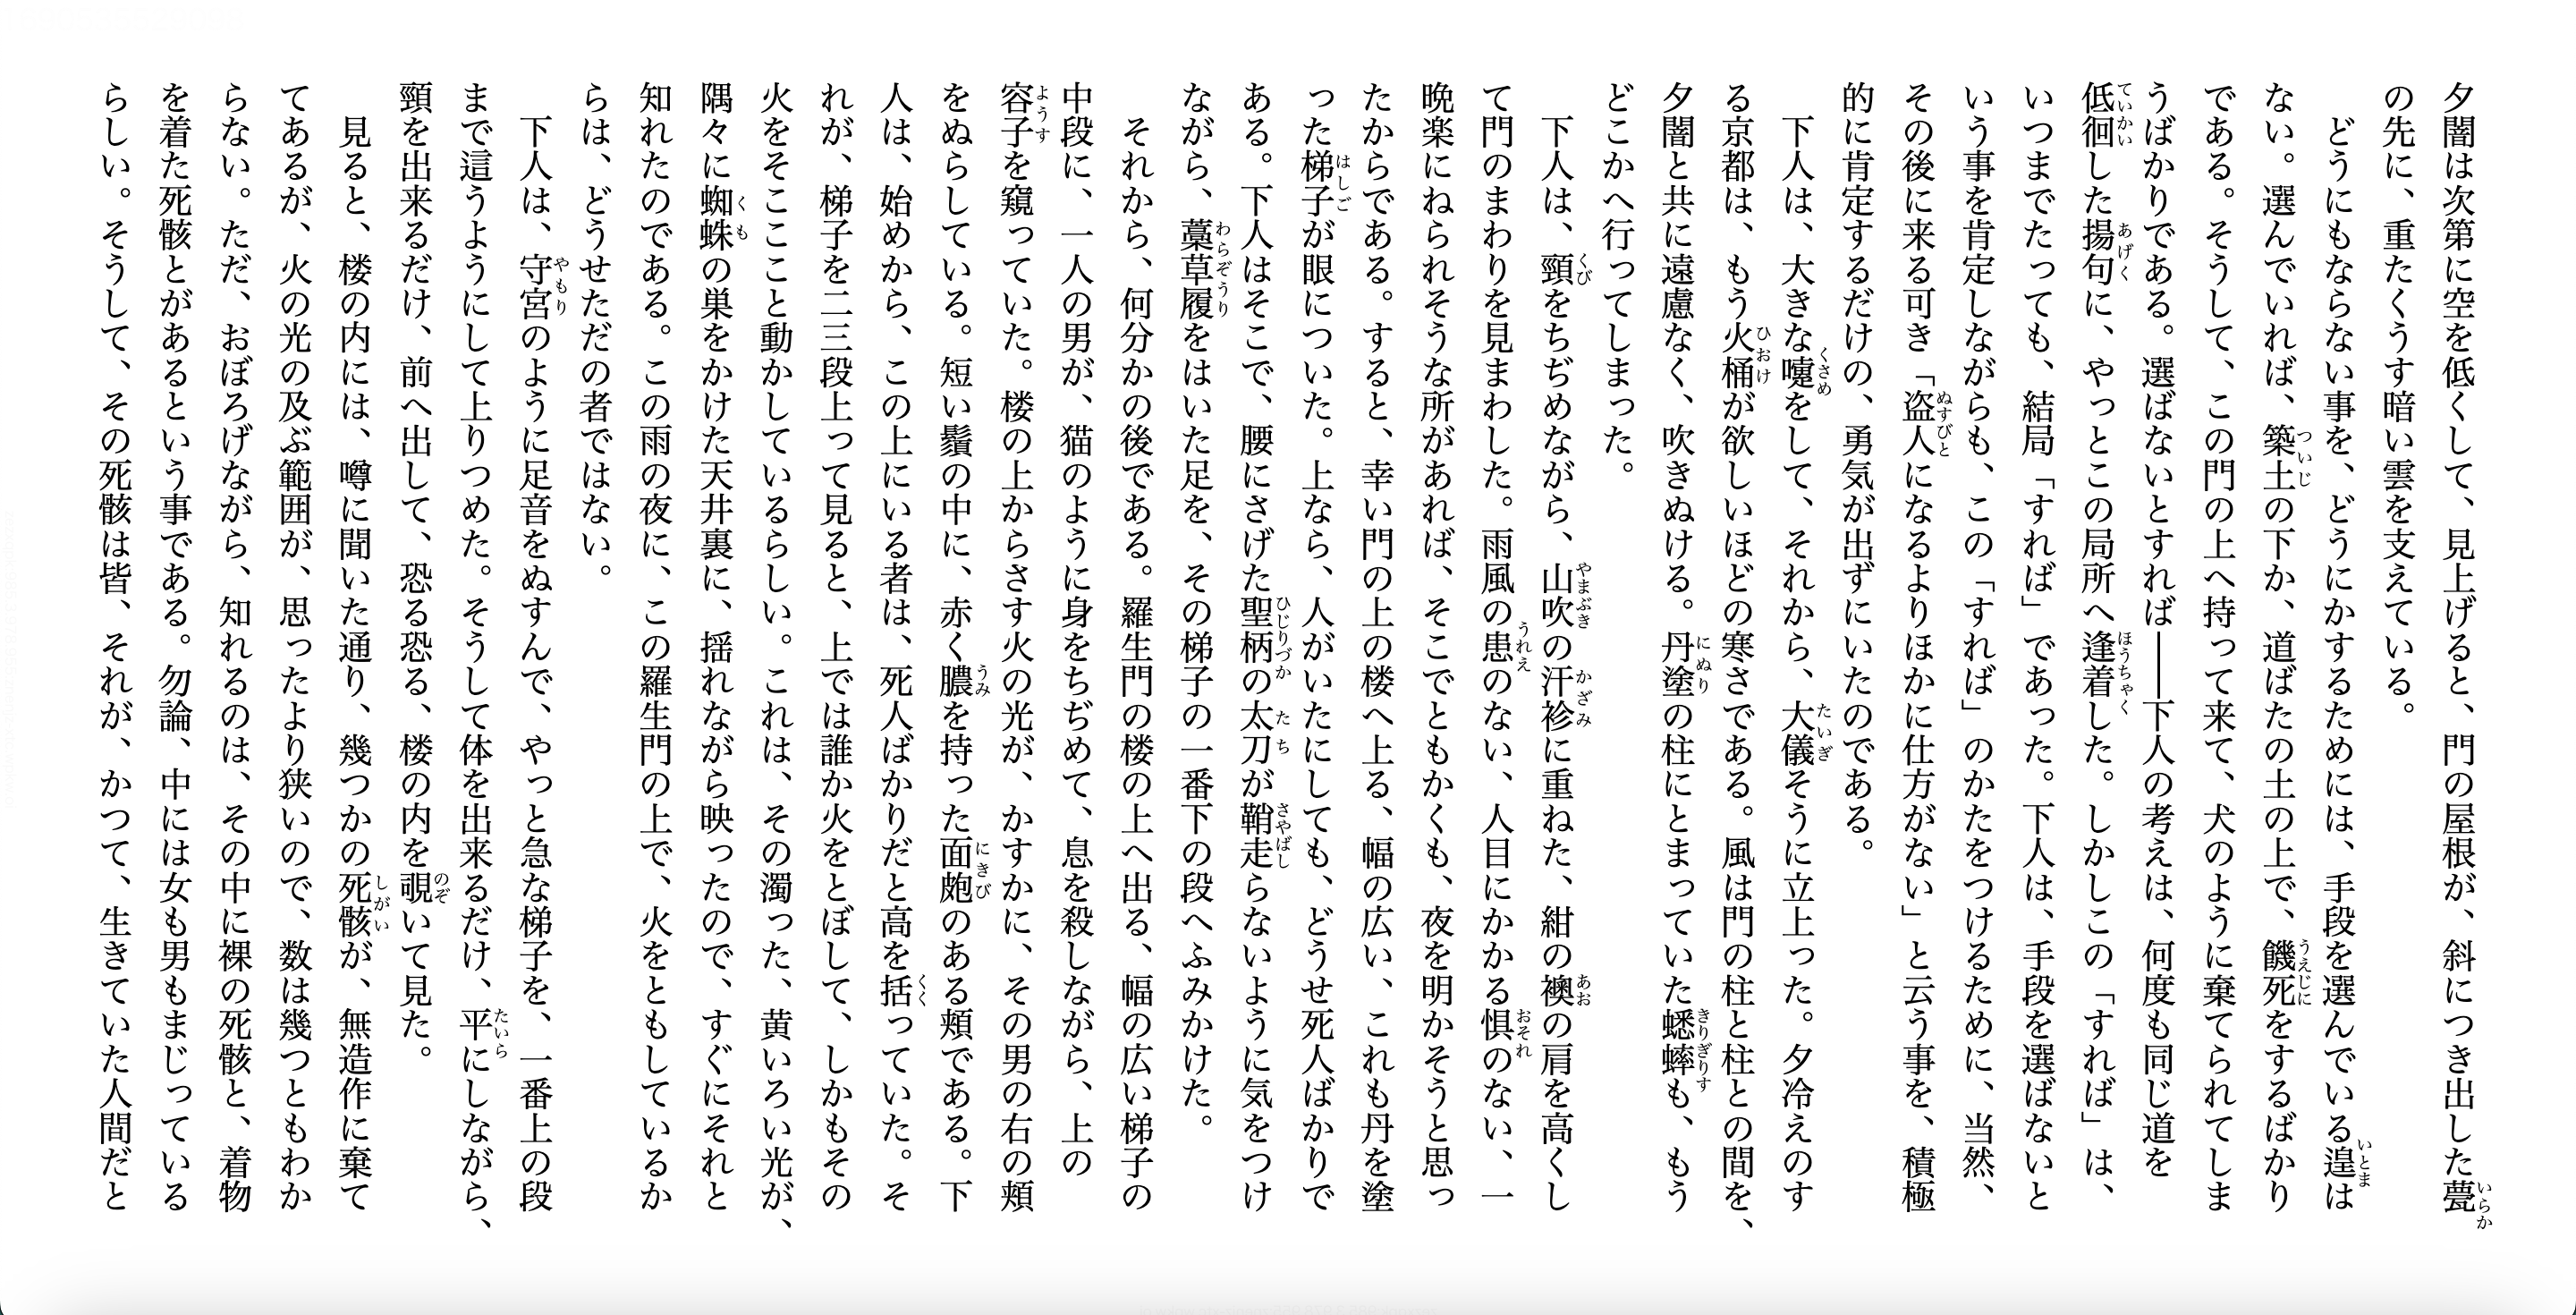 夕闇は次第に空を低くして、見上げると、門の屋根が、斜につき出した甍
の先に、重たくうす暗い雲を支えている。
どうにもならない事を、どうにかするためには、手段を選んでいる遑は
ない。選んでいれば、築土の下か、道ばたの土の上で、饑死をするばかり
である。そうして、この門の上へ持って来て、犬のように棄てられてしま
うばかりである。選ばないとすれば――下人の考えは、何度も同じ道を
低徊した揚句に、やっとこの局所へ逢着した。しかしこの「すれば」は、
いつまでたっても、結局「すれば」であった。下人は、手段を選ばないと
いう事を肯定しながらも、この「すれば」のかたをつけるために、当然、
その後に来る可き「盗人になるよりほかに仕方がない」と云う事を、積極
的に肯定するだけの、勇気が出ずにいたのである。
下人は、大きな嚔をして、それから、大儀そうに立上った。夕冷えのす
る京都は、もう火桶が欲しいほどの寒さである。風は門の柱と柱との間を、
夕闇と共に遠慮なく、吹きぬける。丹塗の柱にとまっていた蟋蟀も、もう
どこかへ行ってしまった。
下人は、頸をちぢめながら、山吹の汗袗に重ねた、紺の襖の肩を高くし
て門のまわりを見まわした。雨風の患のない、人目にかかる惧のない、一
晩楽にねられそうな所があれば、そこでともかくも、夜を明かそうと思っ
たからである。すると、幸い門の上の楼へ上る、幅の広い、これも丹を塗
った梯子が眼についた。上なら、人がいたにしても、どうせ死人ばかりで
ある。下人はそこで、腰にさげた聖柄の太刀が鞘走らないように気をつけ
ながら、藁草履をはいた足を、その梯子の一番下の段へふみかけた。
それから、何分かの後である。羅生門の楼の上へ出る、幅の広い梯子の
中段に、一人の男が、猫のように身をちぢめて、息を殺しながら、上の
容子を窺っていた。楼の上からさす火の光が、かすかに、その男の右の頬
をぬらしている。短い鬚の中に、赤く膿を持った面皰のある頬である。下
人は、始めから、この上にいる者は、死人ばかりだと高を括っていた。そ
れが、梯子を二三段上って見ると、上では誰か火をとぼして、しかもその
火をそこここと動かしているらしい。これは、その濁った、黄いろい光が、
隅々に蜘蛛の巣をかけた天井裏に、揺れながら映ったので、すぐにそれと
知れたのである。この雨の夜に、この羅生門の上で、火をともしているか
らは、どうせただの者ではない。
下人は、守宮のように足音をぬすんで、やっと急な梯子を、一番上の段
まで這うようにして上りつめた。そうして体を出来るだけ、平にしながら、
頸を出来るだけ、前へ出して、恐る恐る、楼の内を覗いて見た。
見ると、楼の内には、噂に聞いた通り、幾つかの死骸が、無造作に棄て
てあるが、火の光の及ぶ範囲が、思ったより狭いので、数は幾つともわか
らない。ただ、おぼろげながら、知れるのは、その中に裸の死骸と、着物
を着た死骸とがあるという事である。勿論、中には女も男もまじっている
らしい。そうして、その死骸は皆、それが、かつて、生きていた人間だと